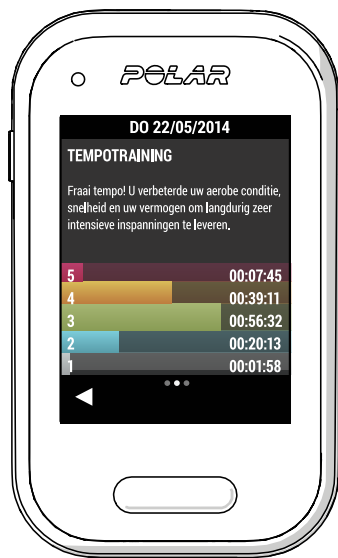 POLAR
DO 22/05/2014
TEMPOTRAINING
Fraai tempo! U verbeterde uw aerobe conditie,
snelheid en uw vermogen om langdurig zeer
intensieve inspanningen te leveren.
5 00:07:45
4 00:39:11
3 00:56:32
2 00:20:13
1 00:01:58